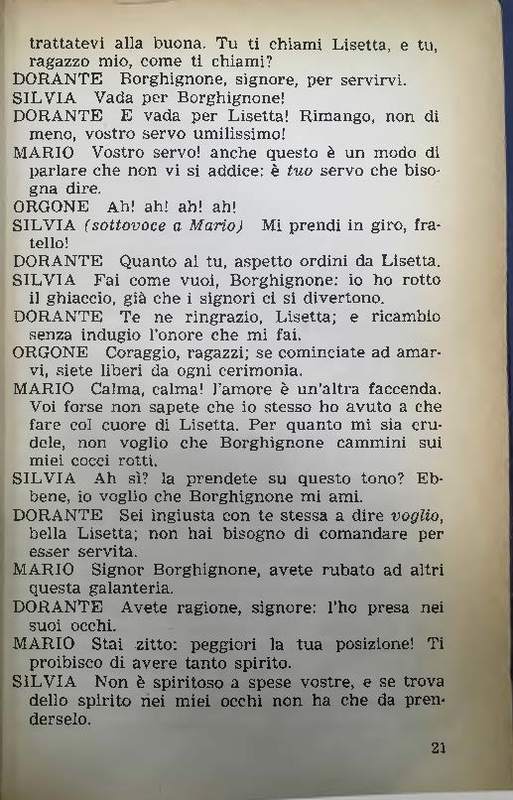 trattatevi alla buona. Tu ti chiami Lisetta, e tu,
ragazzo mio, come ti chiami?
DORANTE Borghignone, signore, per servirvi.
SILVIA Vada per Borghignone!
DORANTE E vada per Lisetta! Rimango, non di
meno, vostro servo umilissimo!
MARIO Vostro servo! anche questo è un modo di
parlare che non vi si addice: è tuo servo che biso-
gna dire.
ORGONE Ah! ah! ah! ah!
SILVIA (sottovoce a Mario) Mi prendi in giro, fra-
tello!
DORANTE Quanto al tu, aspetto ordini da Lisetta.
SILVIA Fai come vuoi, Borghignone: io ho rotto
il ghiaccio, già che i signori ci si divertono.
DORANTE Te ne ringrazio, Lisetta; e ricambio
senza indugio l'onore che mi fai.
ORGONE Coraggio, ragazzi; se cominciate ad amar-
vi, siete liberi da ogni cerimonia.
MARIO Calma, calma! l'amore è un'altra faccenda.
Voi forse non sapete che io stesso ho avuto a che
fare col cuore di Lisetta. Per quanto mi sia cru-
dele, non voglio che Borghignone cammini sui
miei cocci rotti.
SILVIA Ah sì? la prendete su questo tono? Eb-
bene, io voglio che Borghignone mi ami.
DORANTE Sei ingiusta con te stessa a dire voglio,
bella Lisetta; non hai bisogno di comandare per
esser servita.
MARIO Signor Borghignone, avete rubato ad altri
questa galanteria.
DORANTE Avete ragione, signore: l'ho presa nei
suoi occhi.
MARIO Stai zitto: peggiori la tua posizione! Ti
proibisco di avere tanto spirito.
SILVIA Non è spiritoso a spese vostre, e se trova
dello spirito nei miei occhi non ha che da pren-
derselo.
21